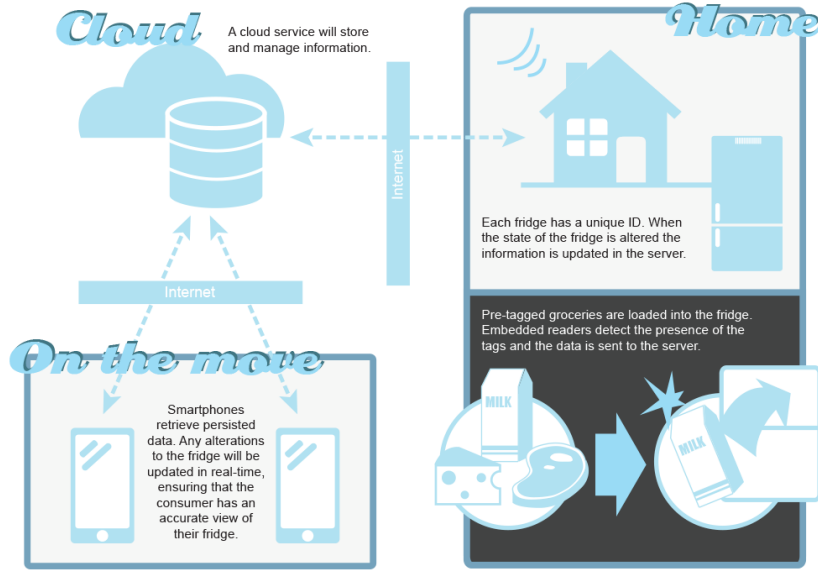 Cloud
A cloud service will store
and manage information.
Internet
Home
Each fridge has a unique ID. When
the state of the fridge is altered the
information is updated in the server.
Pre-tagged groceries are loaded into the fridge.
Embedded readers detect the presence of the
tags and the data is sent to the server.
MILK
MILK
Internet
On the move
Smartphones
retrieve persisted
data. Any alterations
to the fridge will be
updated in real-time,
ensuring that the
consumer has an
accurate view of
their fridge.